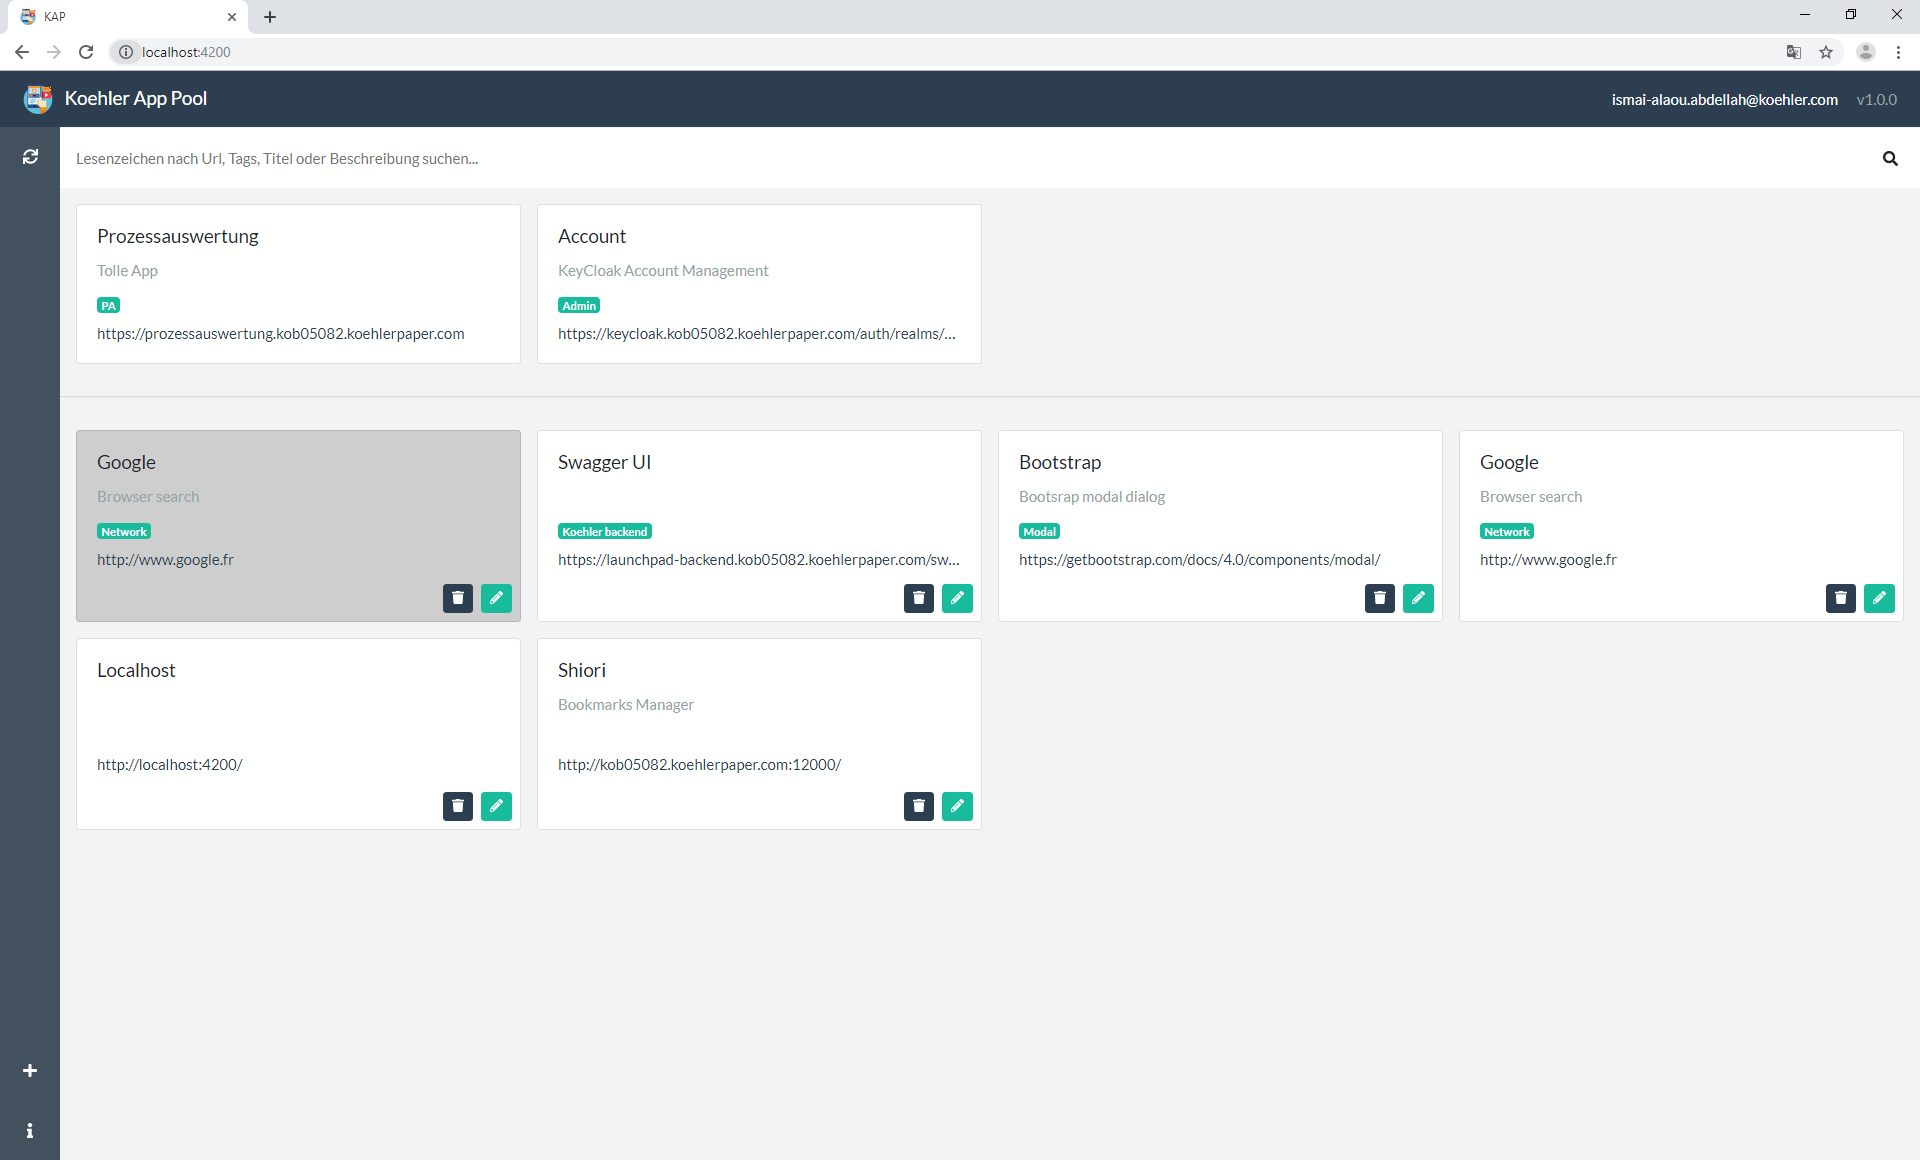 KAP
localhost:4200
Koehler App Pool
ismai-alaou.abdellah@koehler.com v1.0.0
Lesenzeichen nach Url, Tags, Titel oder Beschreibung suchen...
Prozessauswertung
Tolle App
PA
https://prozessauswertung.kob05082.koehlerpaper.com
Account
KeyCloak Account Management
Admin
https://keycloak.kob05082.koehlerpaper.com/auth/realms/...
Google
Browser search
Network
http://www.google.fr
Swagger UI
Koehler backend
https://launchpad-backend.kob05082.koehlerpaper.com/sw...
Bootstrap
Bootsrap modal dialog
Modal
https://getbootstrap.com/docs/4.0/components/modal/
Google
Browser search
Network
http://www.google.fr
Localhost
http://localhost:4200/
Shiori
Bookmarks Manager
http://kob05082.koehlerpaper.com:12000/